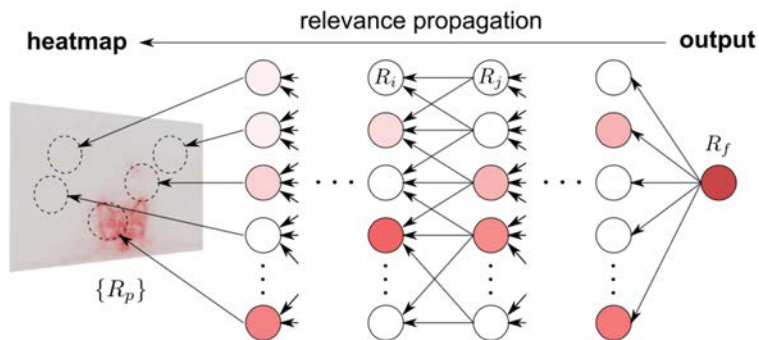 relevance propagation
heatmap output
R_i R_j
R_f
{R_p}